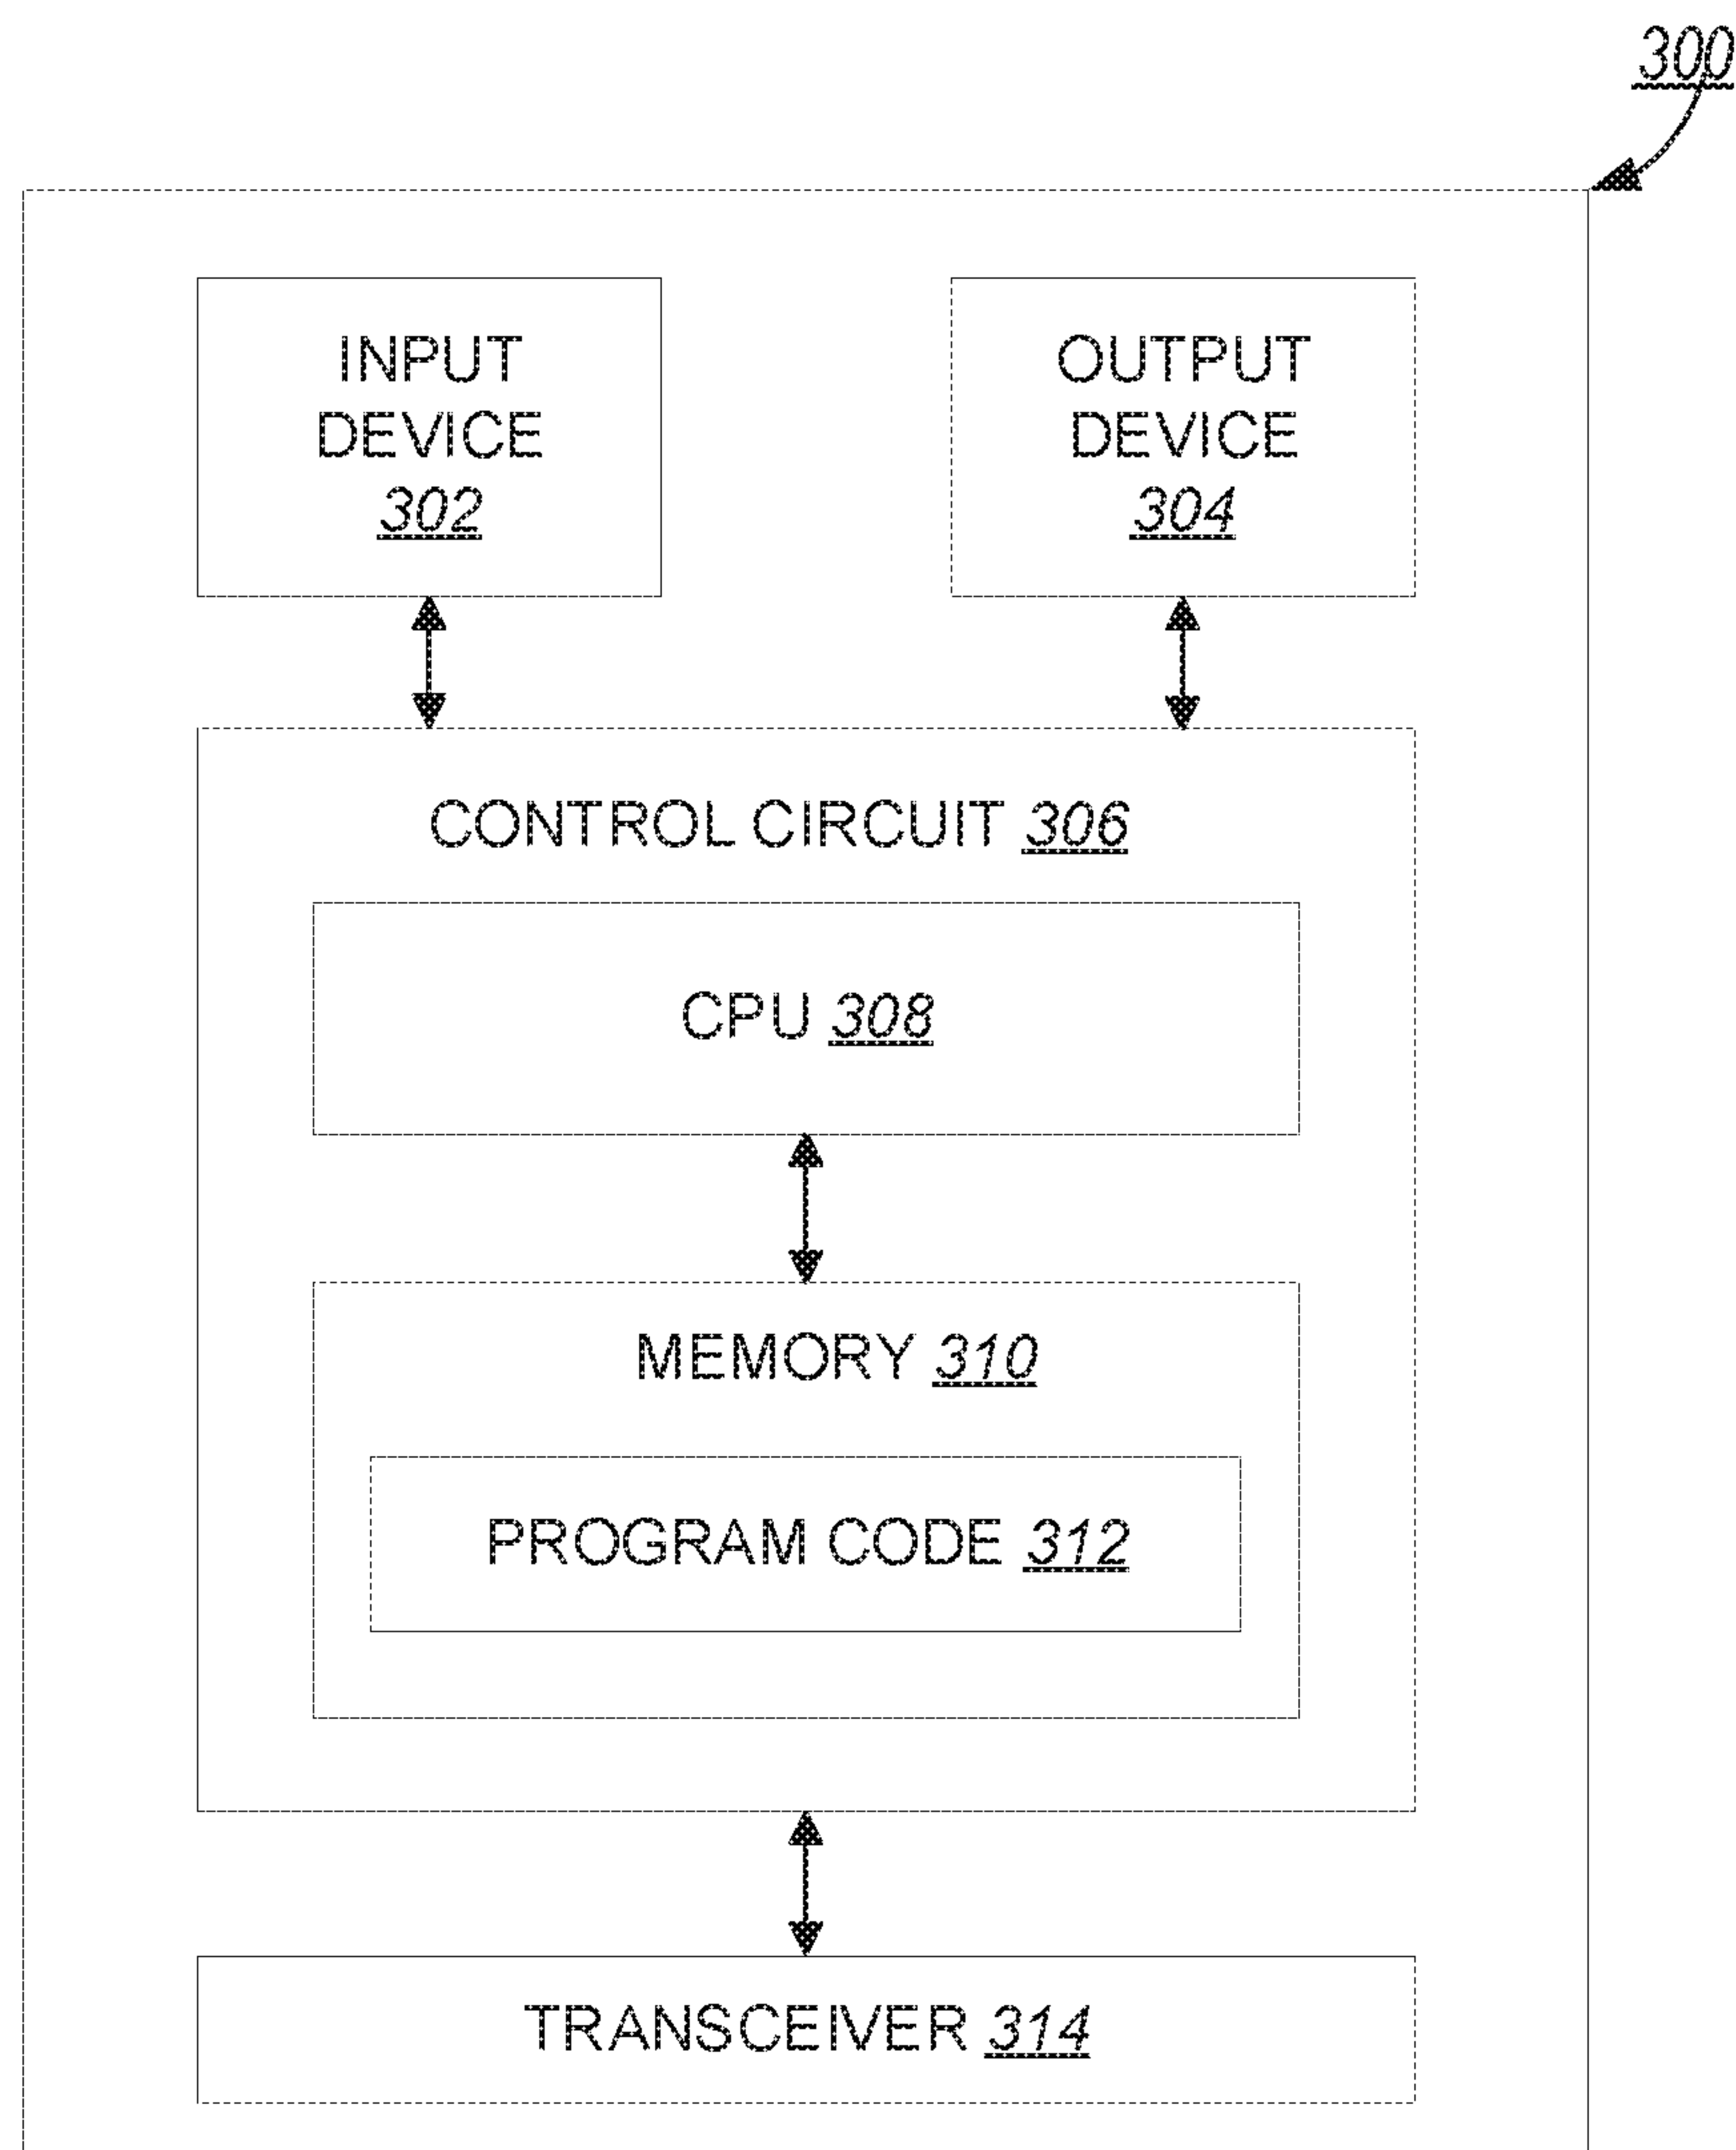 300
INPUT
DEVICE
302
OUTPUT
DEVICE
304
CONTROL CIRCUIT 306
CPU 308
MEMORY 310
PROGRAM CODE 312
TRANSCEIVER 314